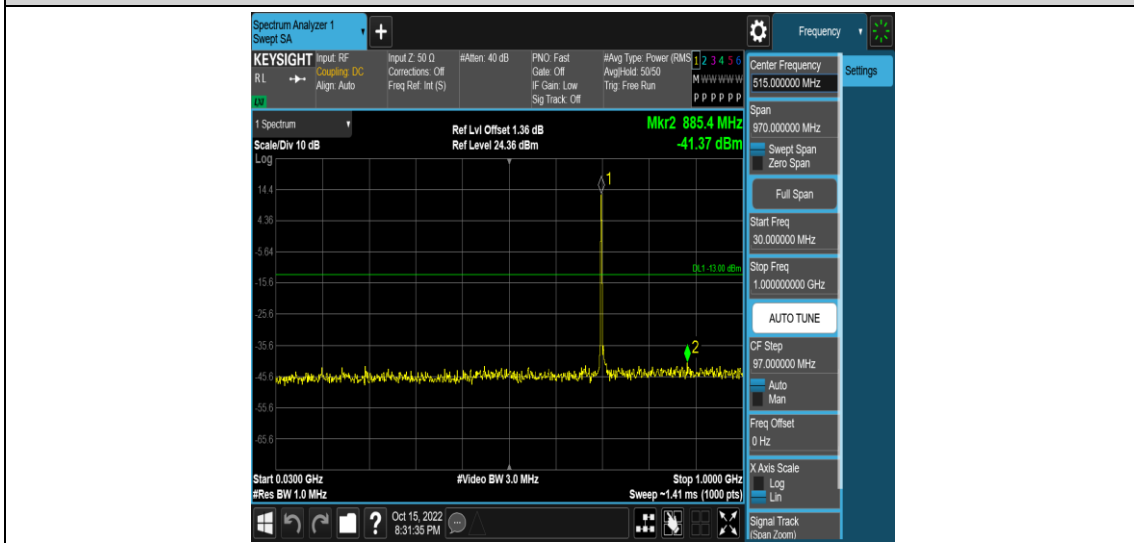 Spectrum Analyzer 1
Swept SA
+
Frequency
KEYSIGHT
RL
LXI
Input: RF
Coupling: DC
Align: Auto
Input Z: 50 Ω
Corrections: Off
Freq Ref: Int (S)
#Atten: 40 dB
PNO: Fast
Gate: Off
IF Gain: Low
Sig Track: Off
#Avg Type: Power (RMS
Avg|Hold: 50/50
Trig: Free Run
1 2 3 4 5 6
M W W W W W
P P P P P P
1 Spectrum
Scale/Div 10 dB
Log
Ref Lvl Offset 1.36 dB
Ref Level 24.36 dBm
Mkr2 885.4 MHz
-41.37 dBm
14.4
4.36
-5.64
-15.6
-25.6
-35.6
-45.6
-55.6
-65.6
1
DL1 -13.00 dBm
2
Start 0.0300 GHz
#Res BW 1.0 MHz
#Video BW 3.0 MHz
Stop 1.0000 GHz
Sweep ~1.41 ms (1000 pts)
Center Frequency
515.000000 MHz
Settings
Span
970.000000 MHz
Swept Span
Zero Span
Full Span
Start Freq
30.000000 MHz
Stop Freq
1.000000000 GHz
AUTO TUNE
CF Step
97.000000 MHz
Auto
Man
Freq Offset
0 Hz
X Axis Scale
Log
Lin
Signal Track
(Span Zoom)
?
Oct 15, 2022
8:31:35 PM